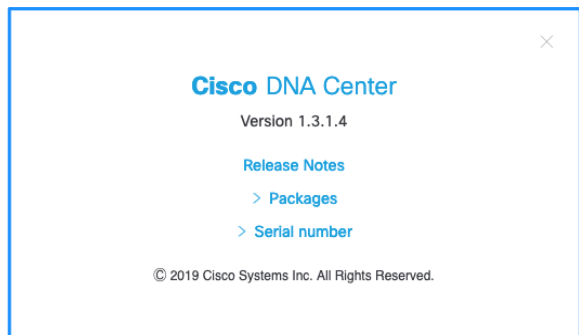 Cisco DNA Center
Version 1.3.1.4
Release Notes
> Packages
> Serial number
© 2019 Cisco Systems Inc. All Rights Reserved.